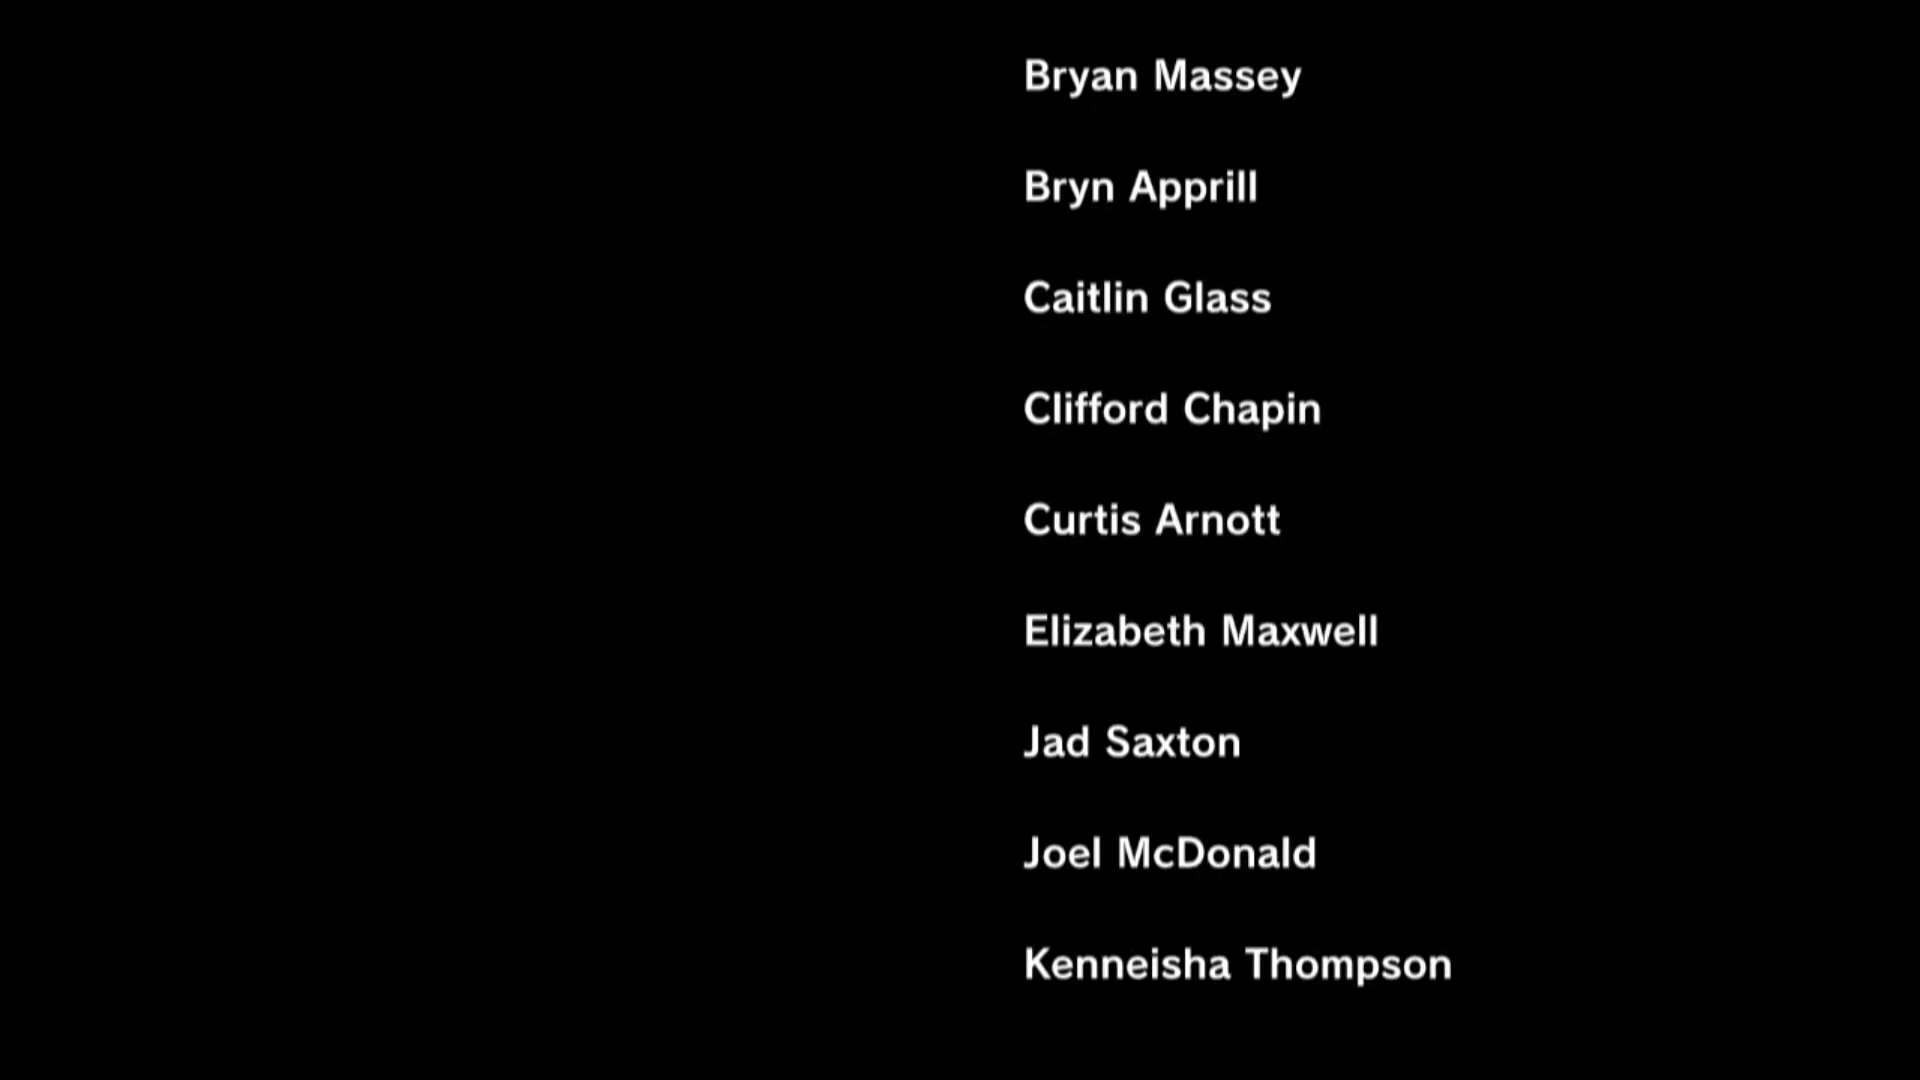 Bryan Massey
Bryn Apprill
Caitlin Glass
Clifford Chapin
Curtis Arnott
Elizabeth Maxwell
Jad Saxton
Joel McDonald
Kenneisha Thompson